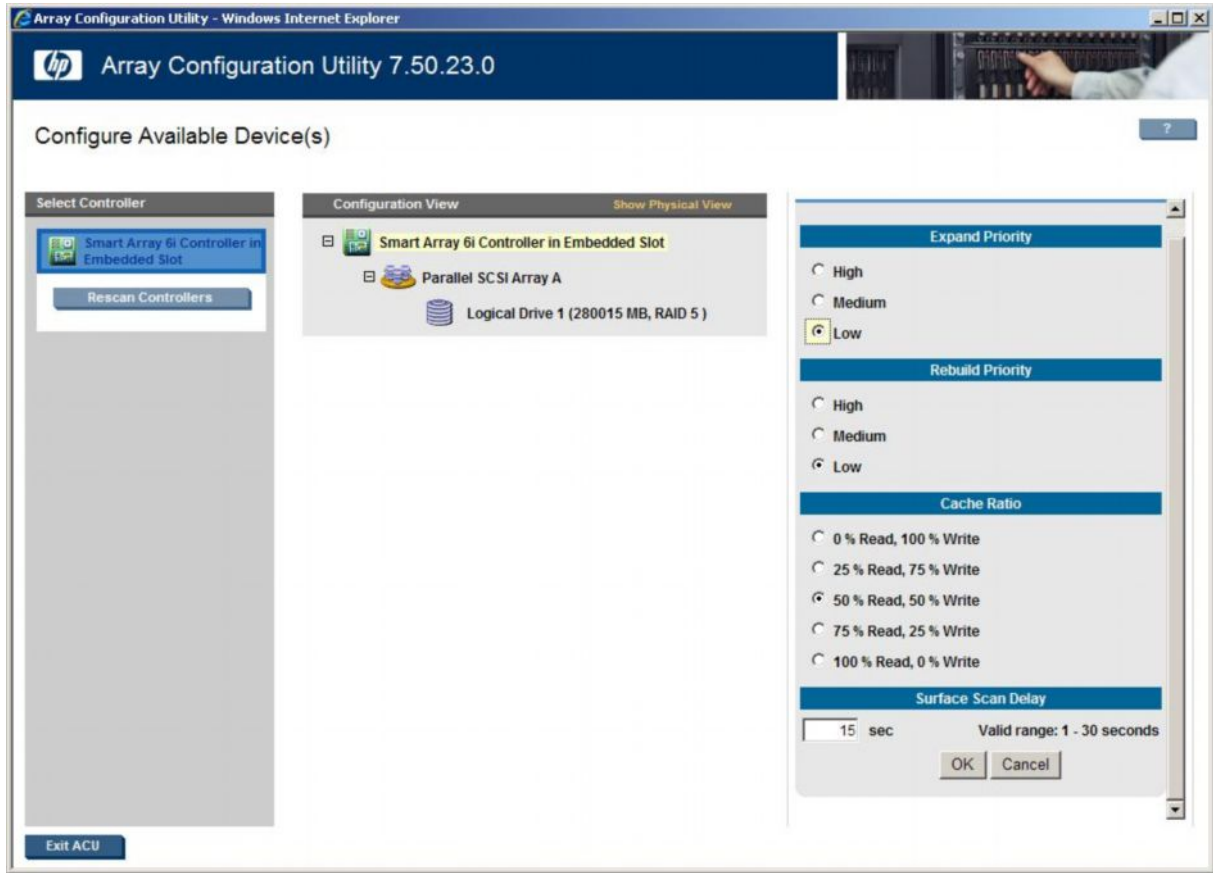 Array Configuration Utility - Windows Internet Explorer
hp
Array Configuration Utility 7.50.23.0
Configure Available Device(s)
?
Select Controller
Smart Array 6i Controller in
Embedded Slot
Rescan Controllers
Configuration View
Show Physical View
Smart Array 6i Controller in Embedded Slot
Parallel SCSI Array A
Logical Drive 1 (280015 MB, RAID 5 )
Expand Priority
High
Medium
Low
Rebuild Priority
High
Medium
Low
Cache Ratio
0 % Read, 100 % Write
25 % Read, 75 % Write
50 % Read, 50 % Write
75 % Read, 25 % Write
100 % Read, 0 % Write
Surface Scan Delay
15 sec Valid range: 1 - 30 seconds
OK Cancel
Exit ACU